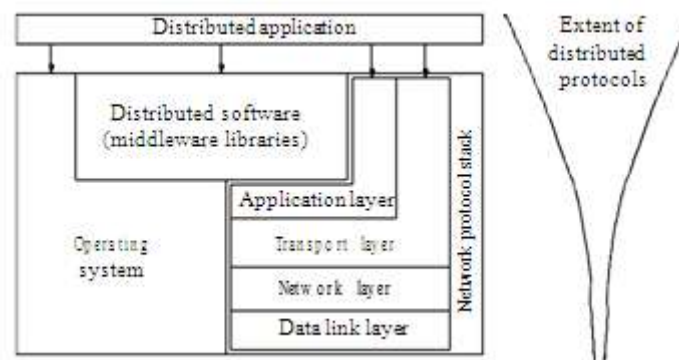 Distributed application
Extent of
distributed
protocols
Distributed software
(middleware libraries)
Application layer
Operating
system
Transport layer
Network layer
Data link layer
Network protocol stack